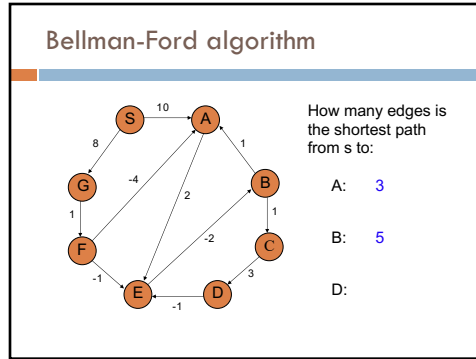 Bellman-Ford algorithm
How many edges is
the shortest path
from s to:
A: 3
B: 5
D:
S
10
A
8
-4
1
G
B
2
1
1
-2
F
C
-1
3
E
-1
D